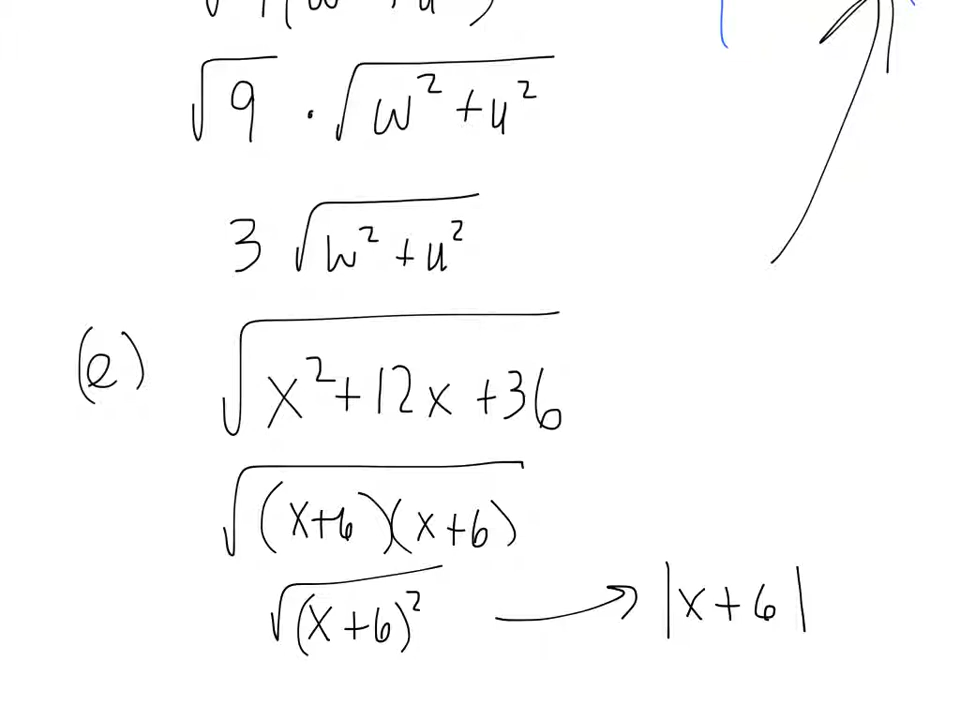 √9 · √w²+u²
3 √w²+u²
(e) √x²+12x+36
√(x+6)(x+6)
√(x+6)² → |x+6|